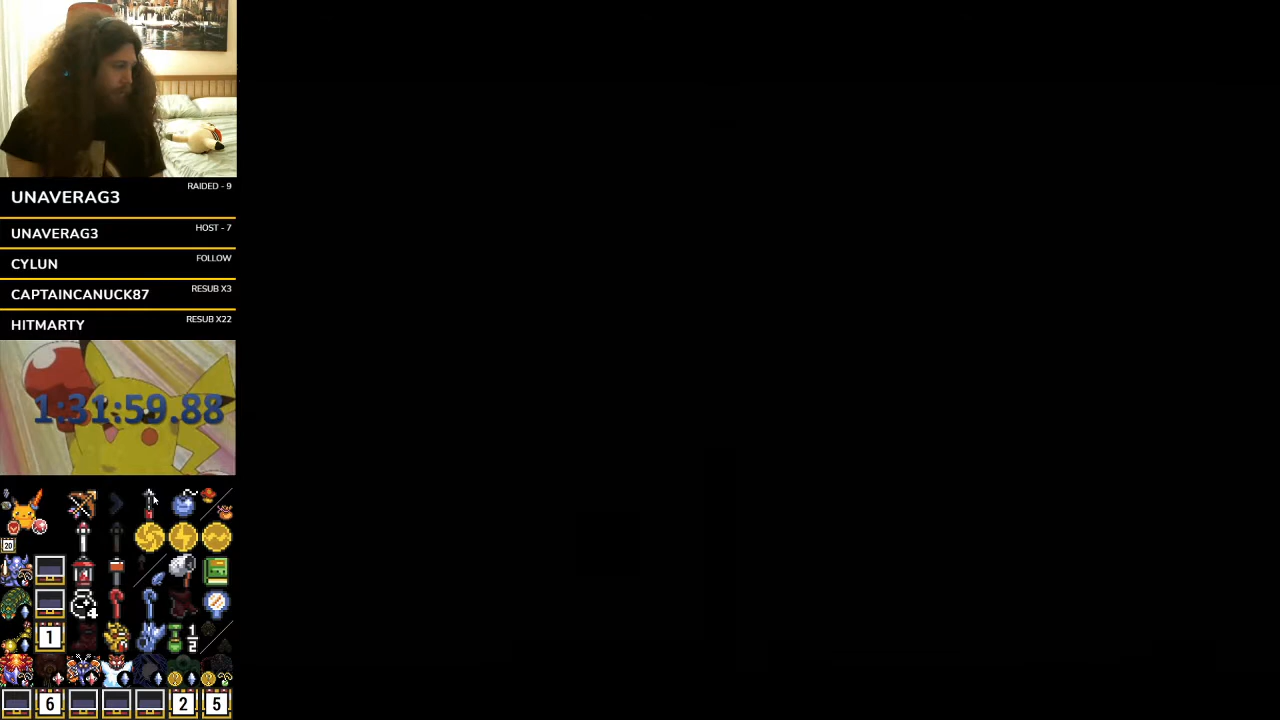 RAIDED - 9
UNAVERAG3
HOST - 7
UNAVERAG3
FOLLOW
CYLUN
RESUB X3
CAPTAINCANUCK87
RESUB X22
HITMARTY
1:31:59.88
20
4
1
1/2
6
2
5